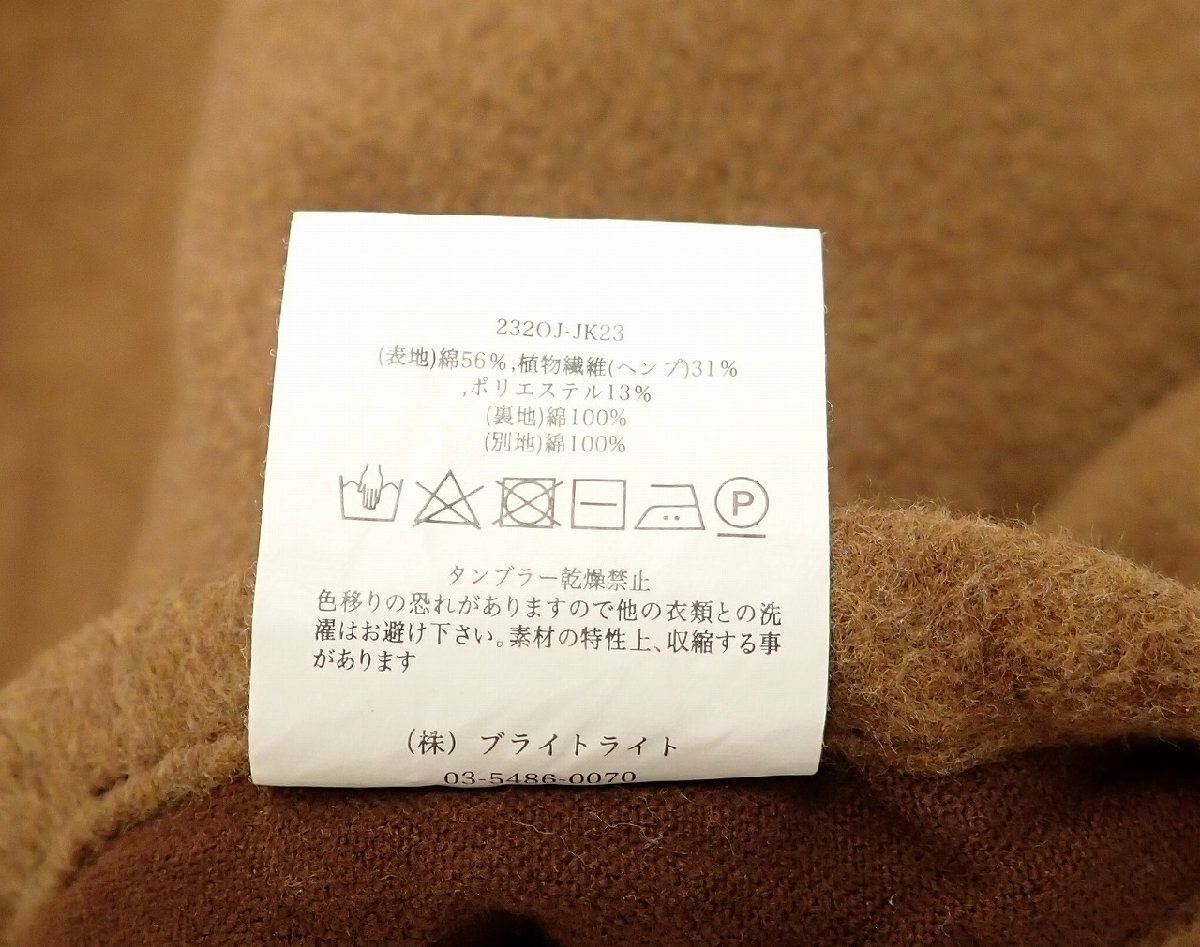 232OJ-JK23
(表地)綿56%,植物繊維(ヘンプ)31%
,ポリエステル13%
(裏地)綿100%
(別地)綿100%
P
タンブラー乾燥禁止
色移りの恐れがありますので他の衣類との洗
濯はお避け下さい。素材の特性上、収縮する事
があります
(株) ブライトライト
03-5486-0070